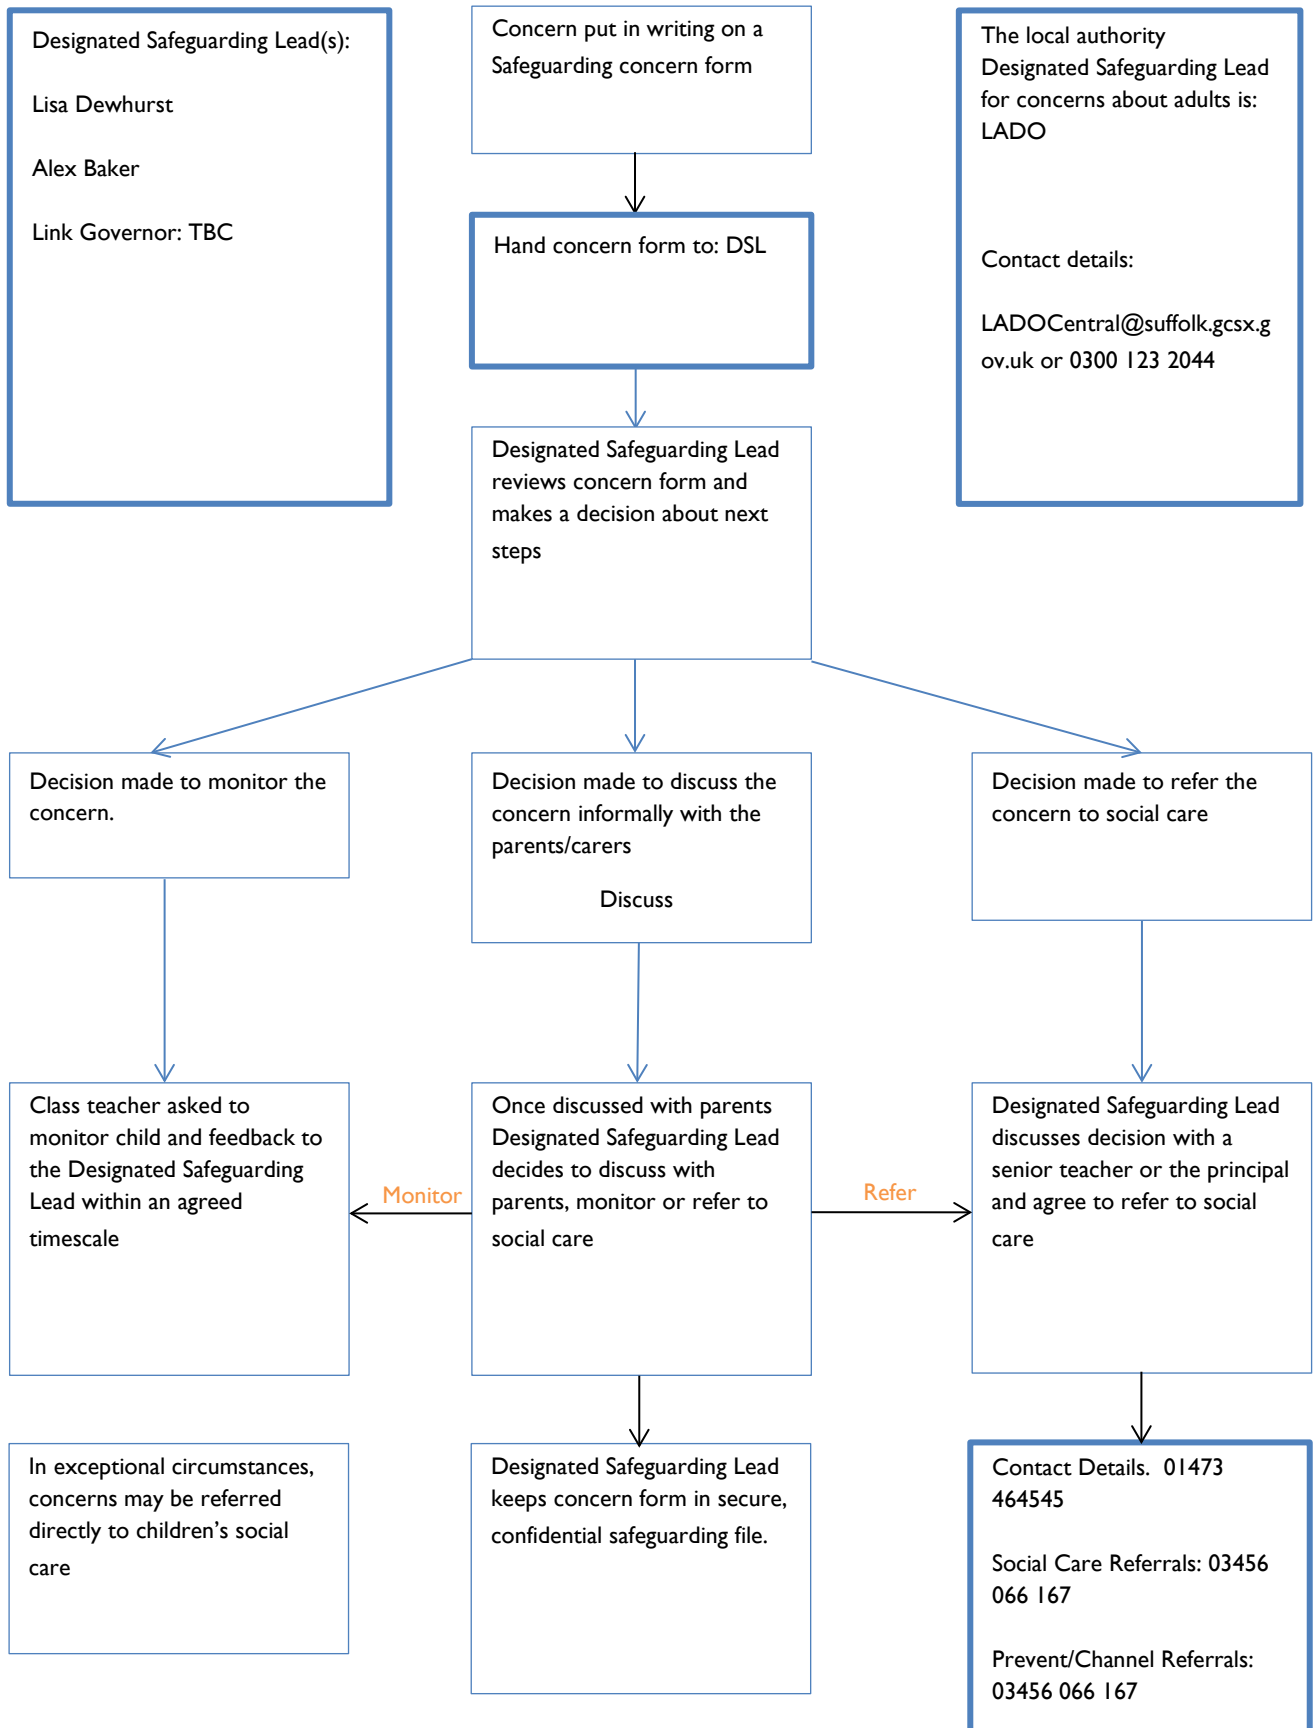 Designated Safeguarding Lead(s):
Lisa Dewhurst
Alex Baker
Link Governor: TBC
Concern put in writing on a
Safeguarding concern form
The local authority
Designated Safeguarding Lead
for concerns about adults is:
LADO
Contact details:
LADOCentral@suffolk.gcsx.g
ov.uk or 0300 123 2044
Hand concern form to: DSL
Designated Safeguarding Lead
reviews concern form and
makes a decision about next
steps
Decision made to monitor the
concern.
Decision made to discuss the
concern informally with the
parents/carers
Discuss
Decision made to refer the
concern to social care
Class teacher asked to
monitor child and feedback to
the Designated Safeguarding
Lead within an agreed
timescale
Monitor
Once discussed with parents
Designated Safeguarding Lead
decides to discuss with
parents, monitor or refer to
social care
Refer
Designated Safeguarding Lead
discusses decision with a
senior teacher or the principal
and agree to refer to social
care
In exceptional circumstances,
concerns may be referred
directly to children’s social
care
Designated Safeguarding Lead
keeps concern form in secure,
confidential safeguarding file.
Contact Details.  01473
464545
Social Care Referrals: 03456
066 167
Prevent/Channel Referrals:
03456 066 167